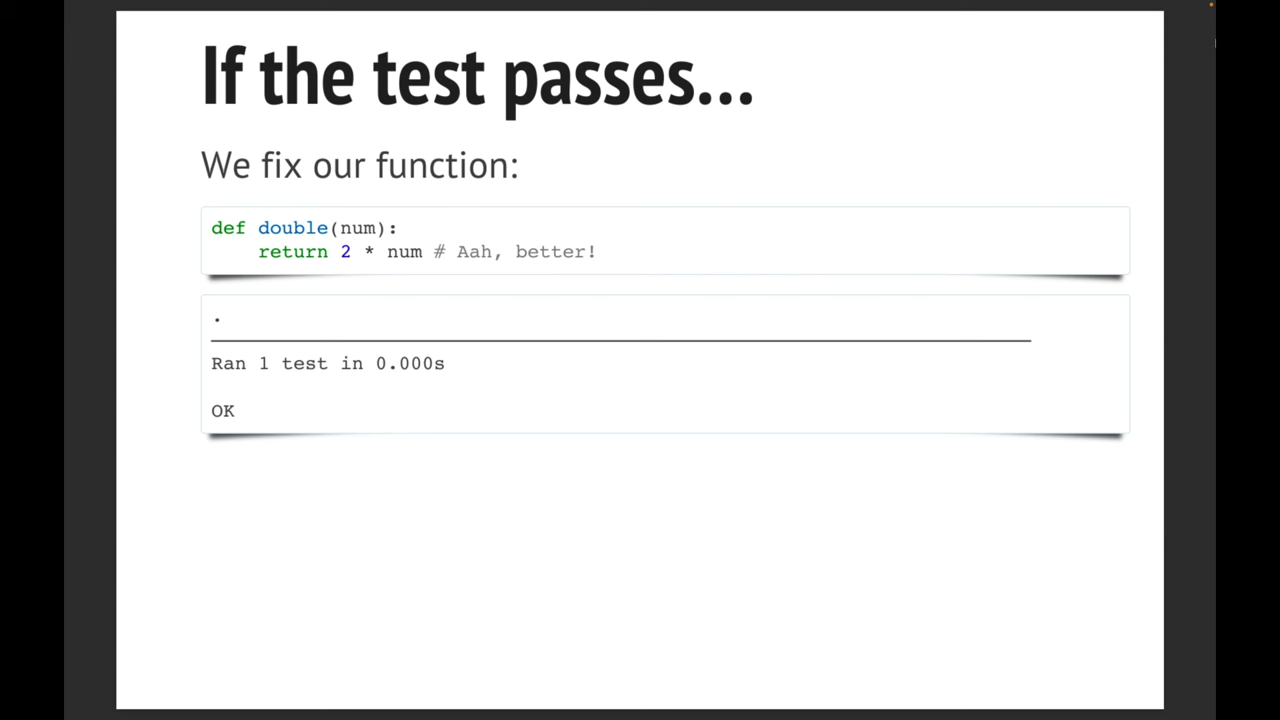 If the test passes...
We fix our function:
def double(num):
    return 2 * num # Aah, better!
.
Ran 1 test in 0.000s
OK